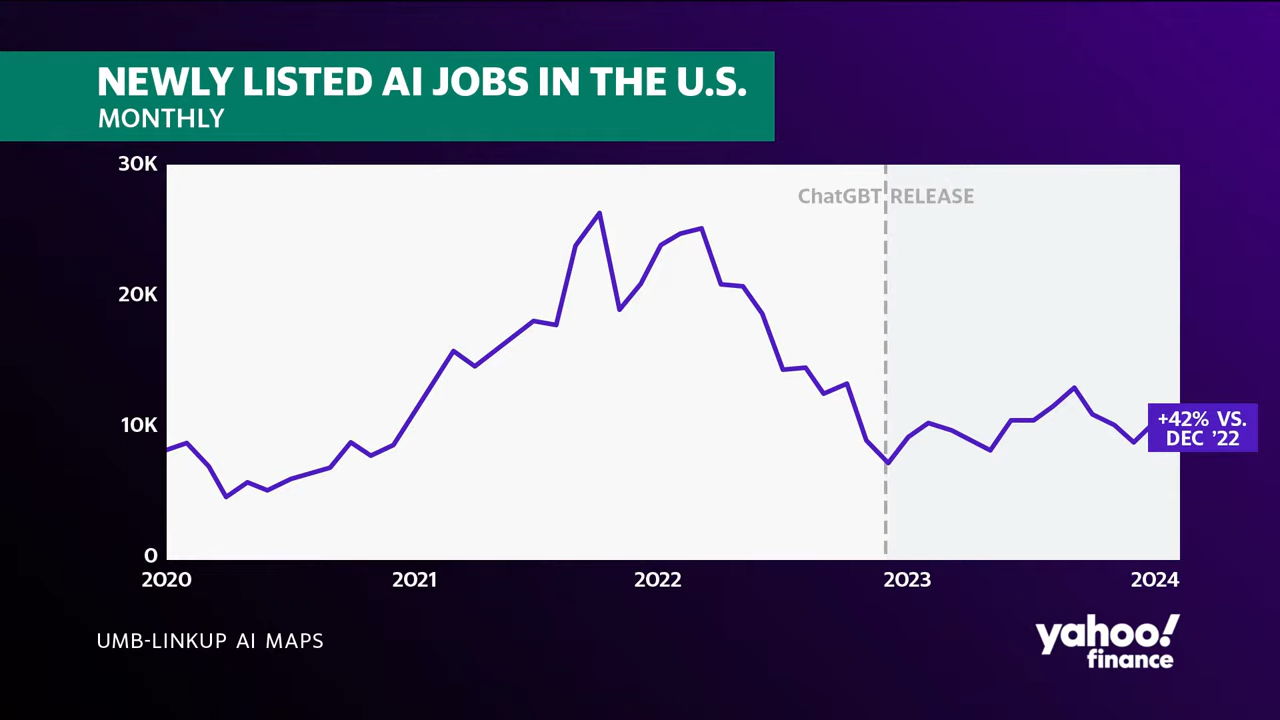 NEWLY LISTED AI JOBS IN THE U.S.
MONTHLY
30K
ChatGBT RELEASE
20K
10K
+42% VS.
DEC '22
0
2020 2021 2022 2023 2024
UMB-LINKUP AI MAPS
yahoo!
finance